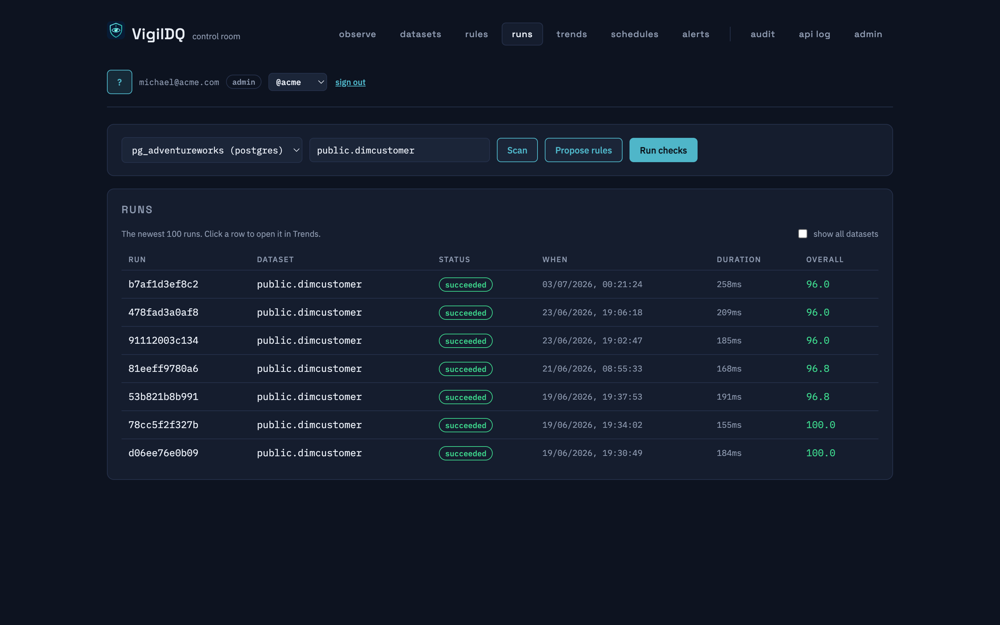 VigilDQ control room observe datasets rules runs trends schedules alerts audit api log admin
? michael@acme.com admin @acme sign out
pg_adventureworks (postgres) public.dimcustomer Scan Propose rules Run checks
RUNS
The newest 100 runs. Click a row to open it in Trends. show all datasets
RUN DATASET STATUS WHEN DURATION OVERALL
b7af1d3ef8c2 public.dimcustomer succeeded 03/07/2026, 00:21:24 258ms 96.0
478fad3a0af8 public.dimcustomer succeeded 23/06/2026, 19:06:18 209ms 96.0
91112003c134 public.dimcustomer succeeded 23/06/2026, 19:02:47 185ms 96.0
81eeff9780a6 public.dimcustomer succeeded 21/06/2026, 08:55:33 168ms 96.8
53b821b8b991 public.dimcustomer succeeded 19/06/2026, 19:37:53 191ms 96.8
78cc5f2f327b public.dimcustomer succeeded 19/06/2026, 19:34:02 155ms 100.0
d06ee76e0b09 public.dimcustomer succeeded 19/06/2026, 19:30:49 184ms 100.0